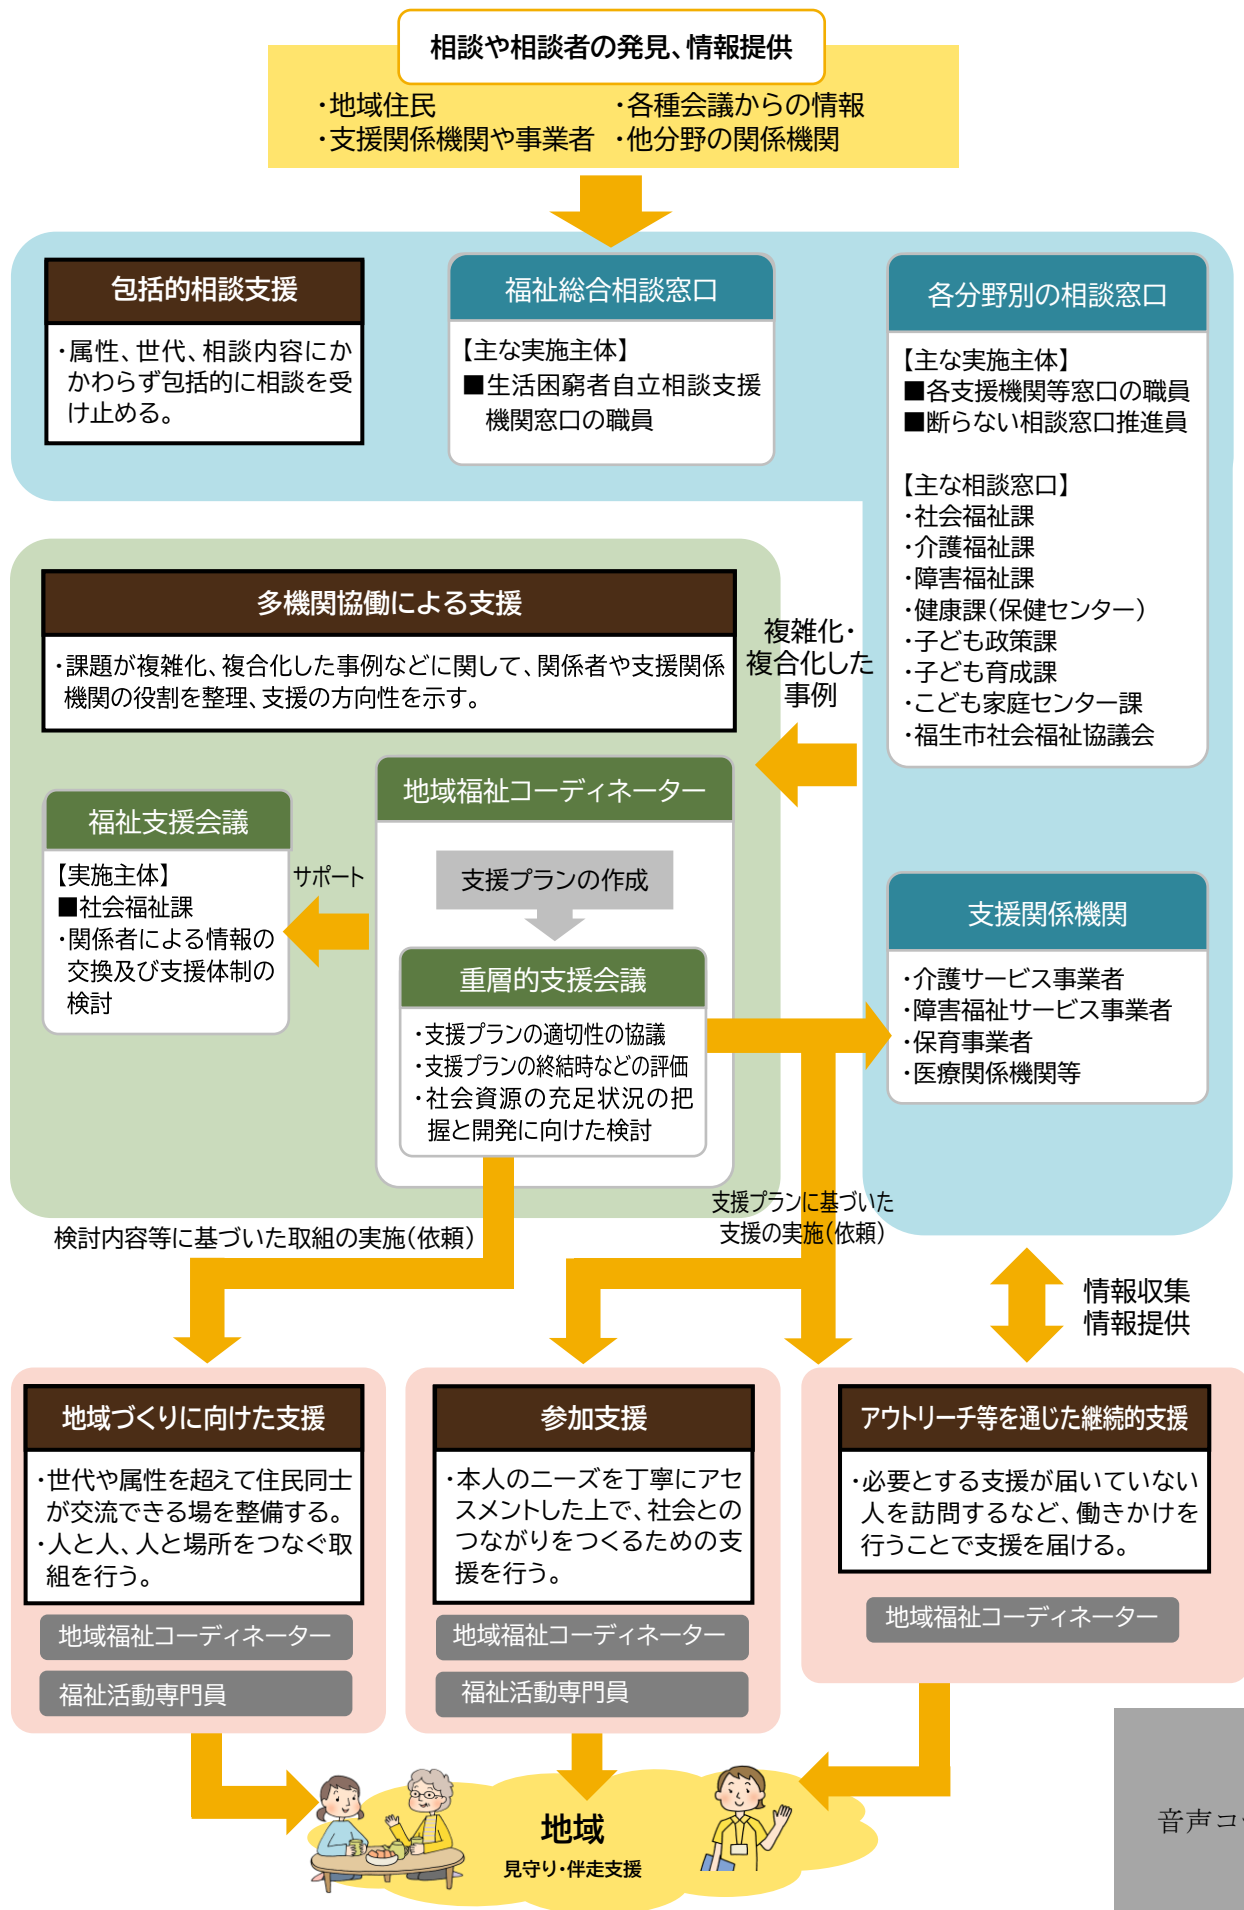 相談や相談者の発見、情報提供
・地域住民
・支援関係機関や事業者
・各種会議からの情報
・他分野の関係機関
包括的相談支援
・属性、世代、相談内容にか
かわらず包括的に相談を受
け止める。
福祉総合相談窓口
【主な実施主体】
■生活困窮者自立相談支援
機関窓口の職員
各分野別の相談窓口
【主な実施主体】
■各支援機関等窓口の職員
■断らない相談窓口推進員
【主な相談窓口】
・社会福祉課
・介護福祉課
・障害福祉課
・健康課(保健センター)
・子ども政策課
・子ども育成課
・こども家庭センター課
・福生市社会福祉協議会
多機関協働による支援
・課題が複雑化、複合化した事例などに関して、関係者や支援関係
機関の役割を整理、支援の方向性を示す。
複雑化・
複合化した
事例
地域福祉コーディネーター
支援プランの作成
福祉支援会議
【実施主体】
■社会福祉課
・関係者による情報の
交換及び支援体制の
検討
サポート
重層的支援会議
・支援プランの適切性の協議
・支援プランの終結時などの評価
・社会資源の充足状況の把
握と開発に向けた検討
支援関係機関
・介護サービス事業者
・障害福祉サービス事業者
・保育事業者
・医療関係機関等
検討内容等に基づいた取組の実施(依頼)
支援プランに基づいた
支援の実施(依頼)
情報収集
情報提供
地域づくりに向けた支援
・世代や属性を超えて住民同士
が交流できる場を整備する。
・人と人、人と場所をつなぐ取
組を行う。
地域福祉コーディネーター
福祉活動専門員
参加支援
・本人のニーズを丁寧にアセ
スメントした上で、社会との
つながりをつくるための支
援を行う。
地域福祉コーディネーター
福祉活動専門員
アウトリーチ等を通じた継続的支援
・必要とする支援が届いていない
人を訪問するなど、働きかけを
行うことで支援を届ける。
地域福祉コーディネーター
地域
見守り・伴走支援
音声コ